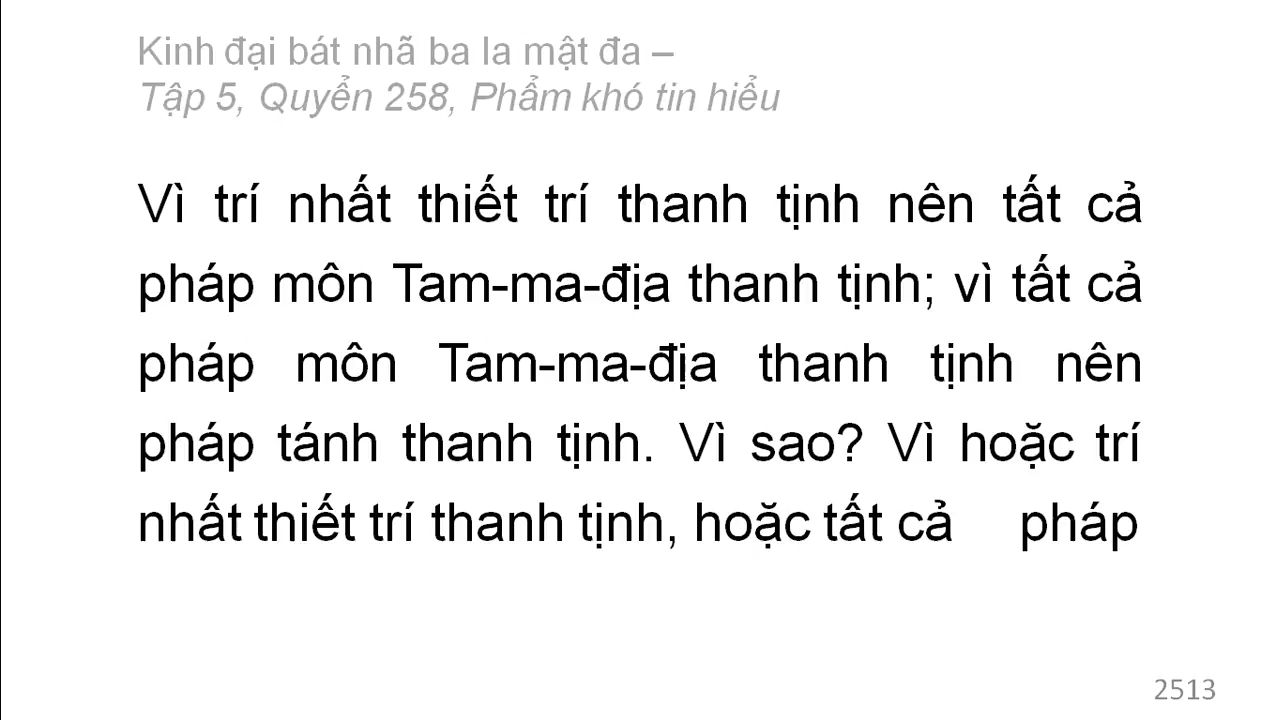 Kinh đại bát nhã ba la mật đa –
Tập 5, Quyển 258, Phẩm khó tin hiểu
Vì trí nhất thiết trí thanh tịnh nên tất cả
pháp môn Tam-ma-địa thanh tịnh; vì tất cả
pháp môn Tam-ma-địa thanh tịnh nên
pháp tánh thanh tịnh. Vì sao? Vì hoặc trí
nhất thiết trí thanh tịnh, hoặc tất cả pháp
2513